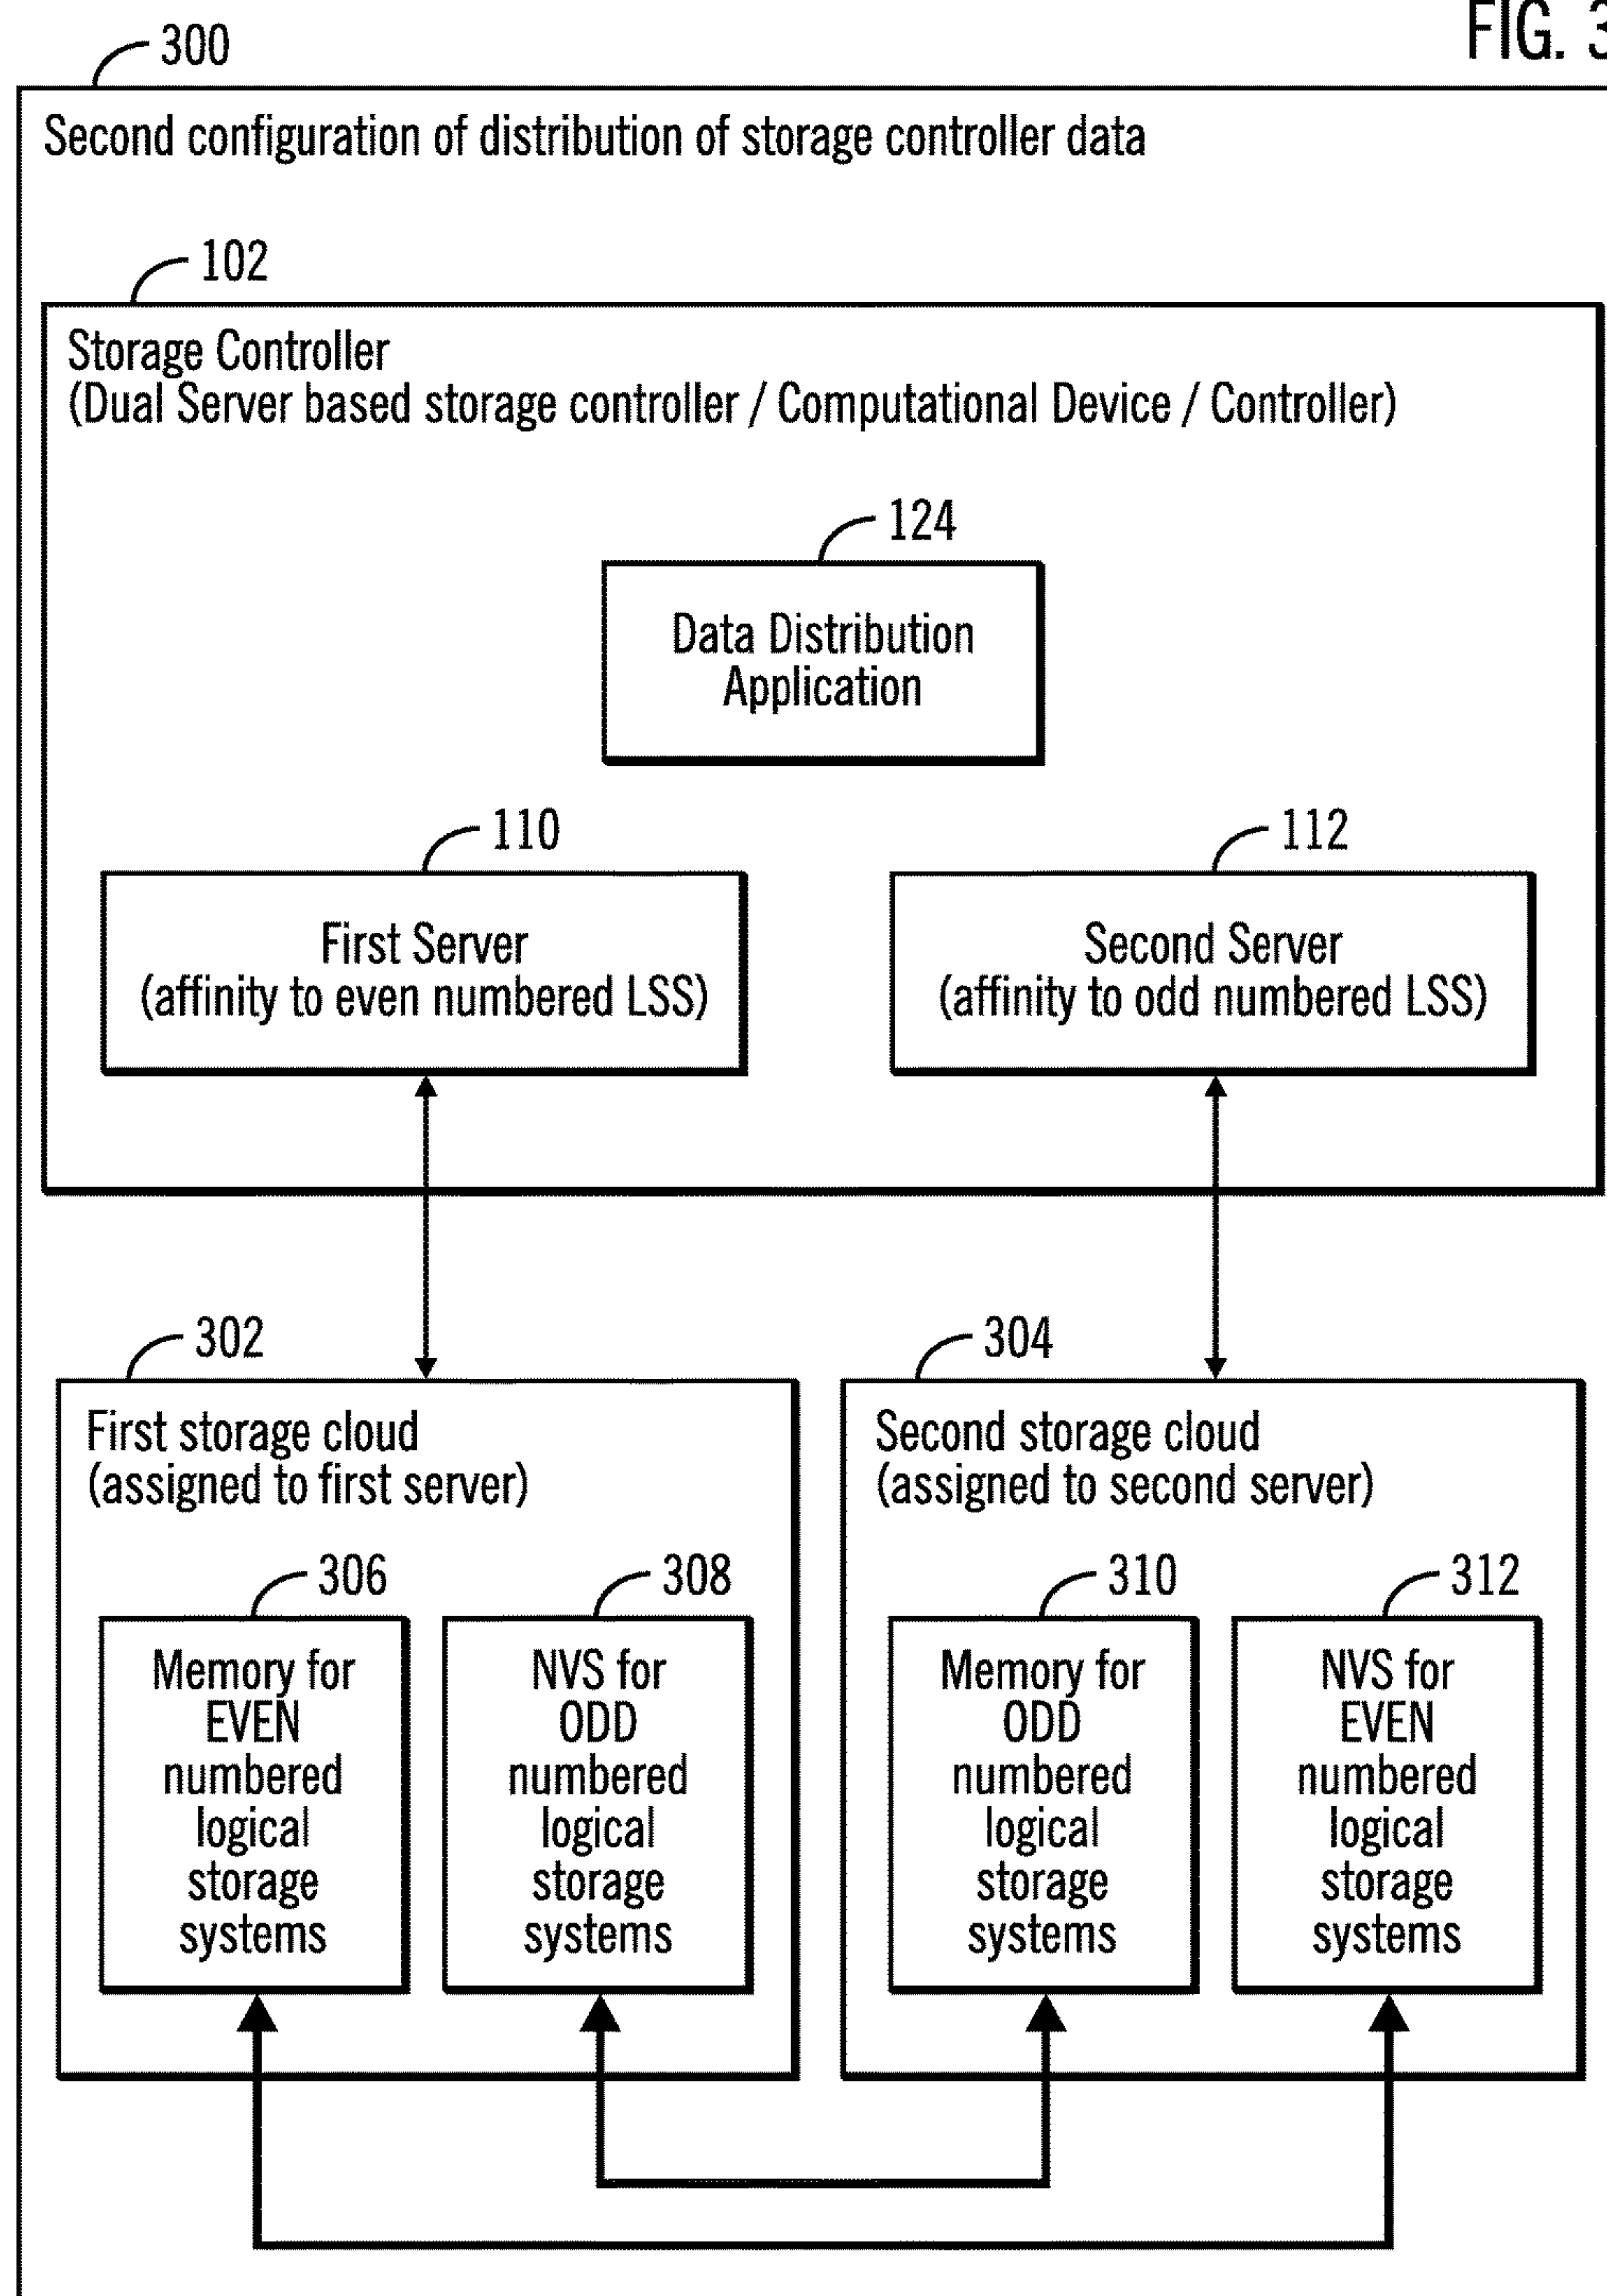 FIG. 3
300
Second configuration of distribution of storage controller data
102
Storage Controller
(Dual Server based storage controller / Computational Device / Controller)
124
Data Distribution
Application
110
First Server
(affinity to even numbered LSS)
112
Second Server
(affinity to odd numbered LSS)
302
First storage cloud
(assigned to first server)
306
Memory for
EVEN
numbered
logical
storage
systems
308
NVS for
ODD
numbered
logical
storage
systems
304
Second storage cloud
(assigned to second server)
310
Memory for
ODD
numbered
logical
storage
systems
312
NVS for
EVEN
numbered
logical
storage
systems